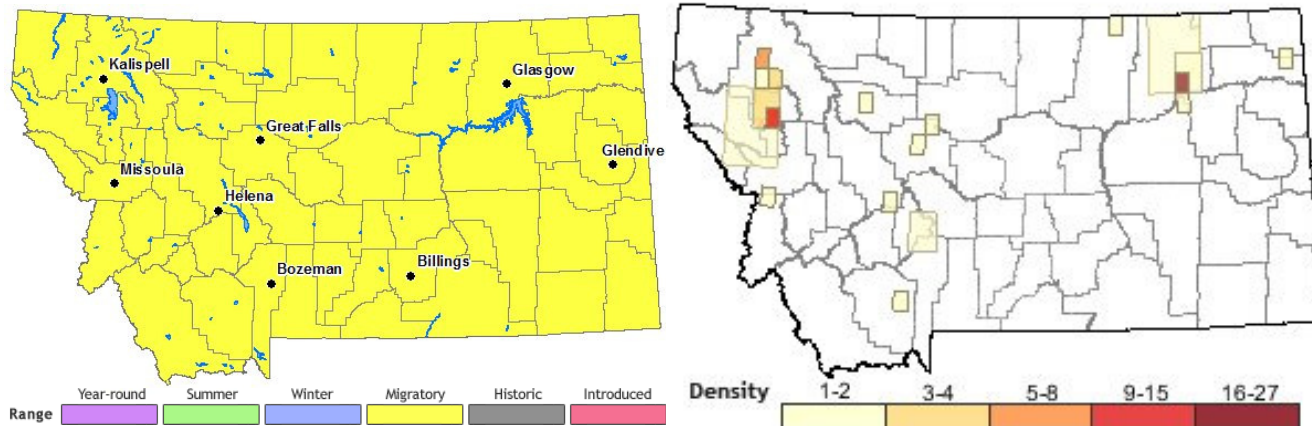 Kalispell
Glasgow
Great Falls
Glendive
Missoula
Helena
Bozeman
Billings
Year-round Summer Winter Migratory Historic Introduced
Range
Density 1-2 3-4 5-8 9-15 16-27